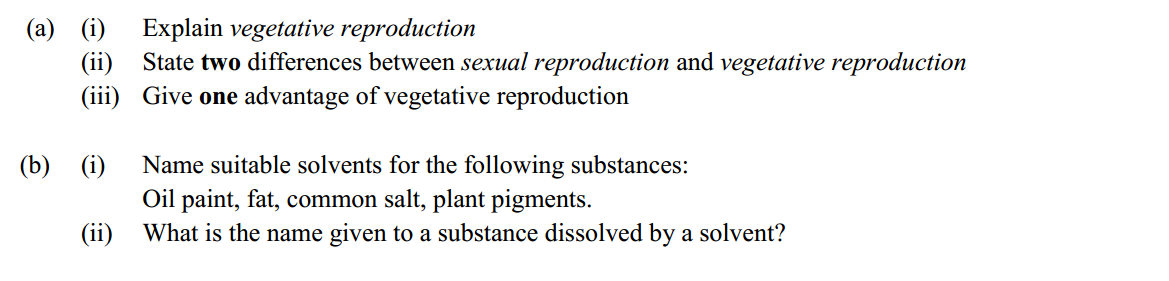 (a) (i) Explain vegetative reproduction
(ii) State two differences between sexual reproduction and vegetative reproduction
(iii) Give one advantage of vegetative reproduction
(b) (i) Name suitable solvents for the following substances:
Oil paint, fat, common salt, plant pigments.
(ii) What is the name given to a substance dissolved by a solvent?